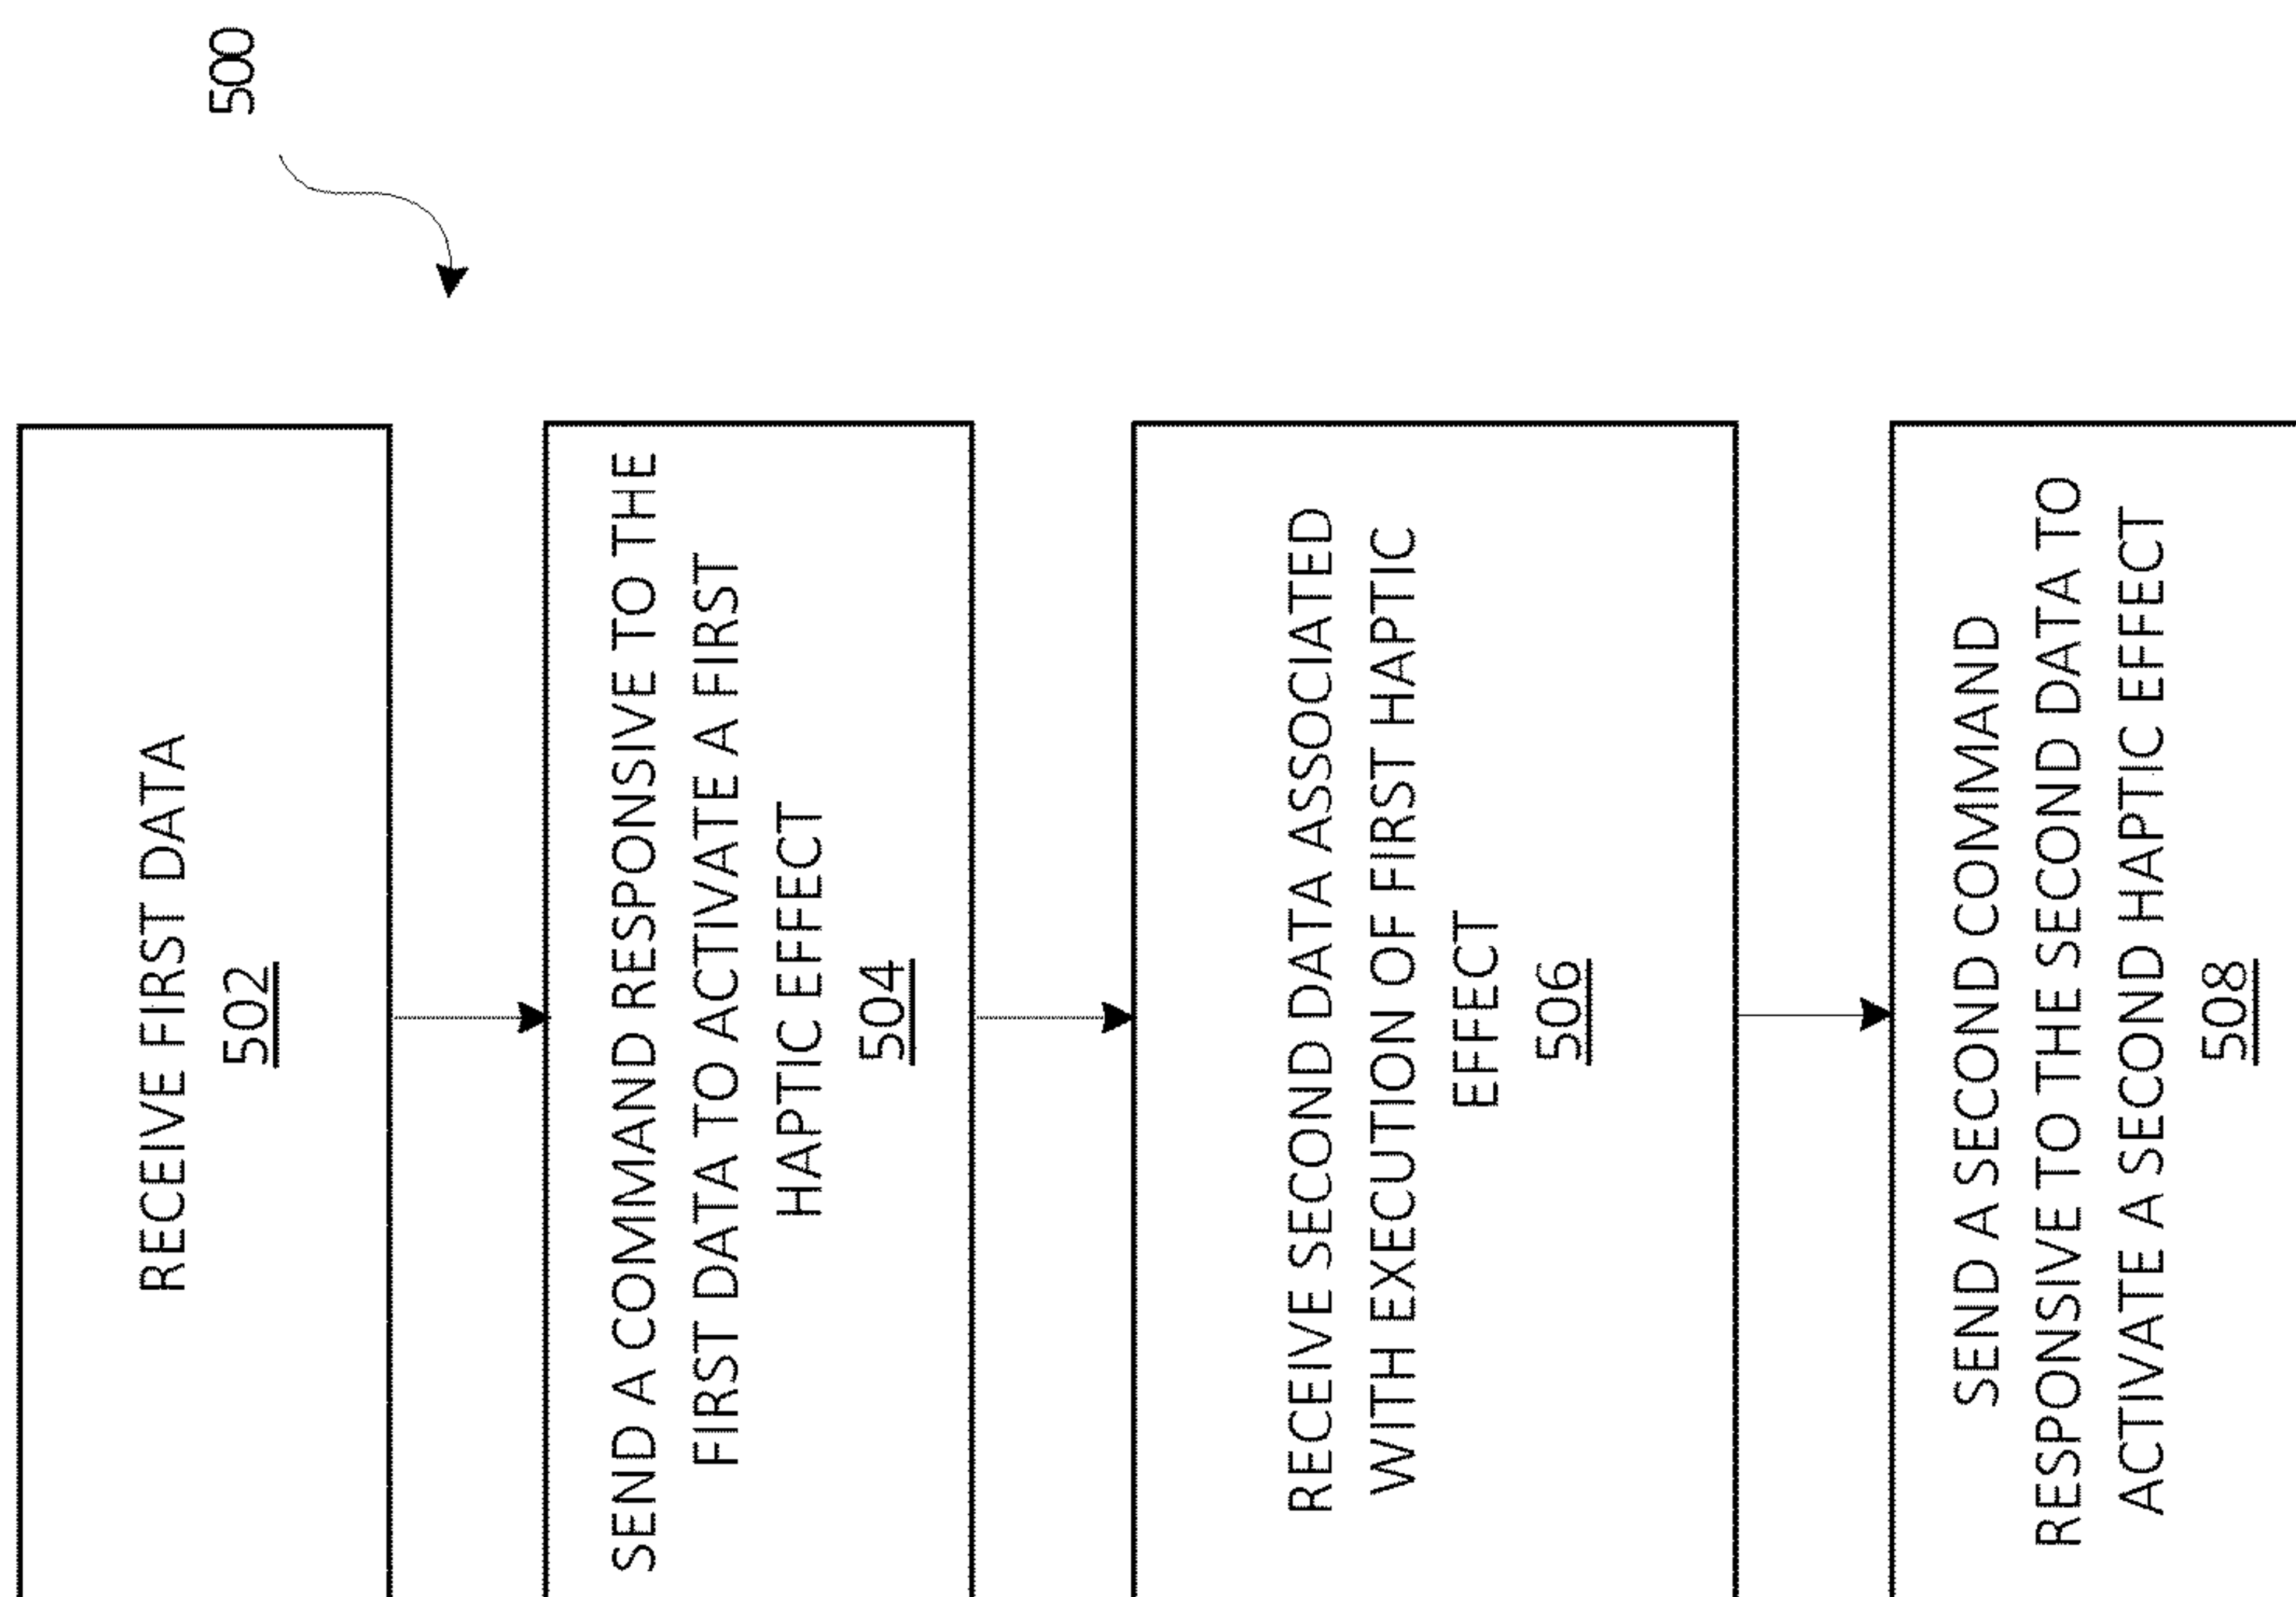 500
RECEIVE FIRST DATA
502
SEND A COMMAND RESPONSIVE TO THE
FIRST DATA TO ACTIVATE A FIRST
HAPTIC EFFECT
504
RECEIVE SECOND DATA ASSOCIATED
WITH EXECUTION OF FIRST HAPTIC
EFFECT
506
SEND A SECOND COMMAND
RESPONSIVE TO THE SECOND DATA TO
ACTIVATE A SECOND HAPTIC EFFECT
508